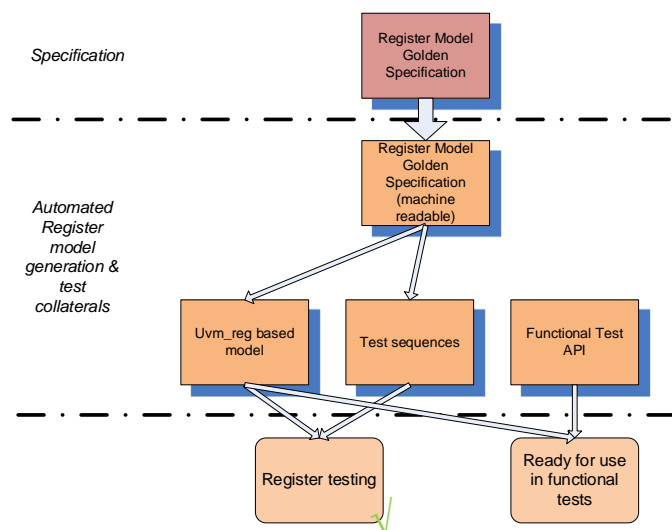 Specification
Register Model
Golden
Specification
Register Model
Golden
Specification
(machine
readable)
Automated
Register
model
generation &
test
collaterals
Uvm_reg based
model
Test sequences
Functional Test
API
Register testing
Ready for use
in functional
tests